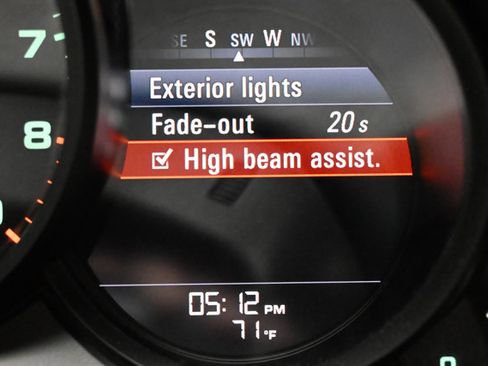 SE S SW W NW
7
Exterior lights
Fade-out 20 s
8
High beam assist.
05:12 PM
71°F